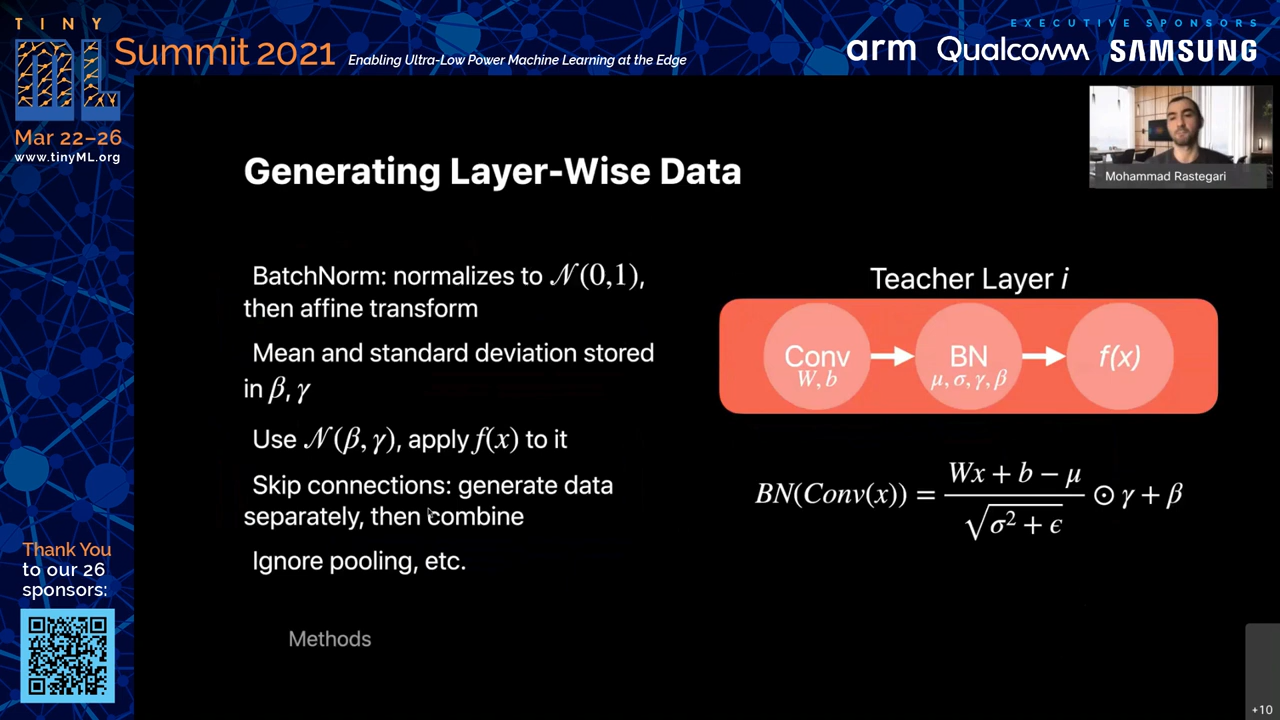 TINY
ML
Summit 2021
Enabling Ultra-Low Power Machine Learning at the Edge
EXECUTIVE SPONSORS
arm Qualcomm SAMSUNG
Mar 22–26
www.tinyML.org
Mohammad Rastegari
Generating Layer-Wise Data
BatchNorm: normalizes to 𝒩(0,1),
then affine transform
Mean and standard deviation stored
in β, γ
Use 𝒩(β, γ), apply f(x) to it
Skip connections: generate data
separately, then combine
Ignore pooling, etc.
Methods
Teacher Layer i
Conv
W, b
BN
μ, σ, γ, β
f(x)
BN(Conv(x)) = (Wx + b − μ) / √(σ² + ϵ) ⊙ γ + β
Thank You
to our 26
sponsors:
+10